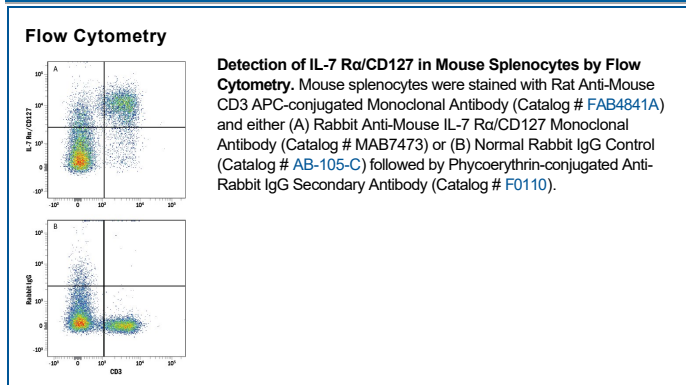 Flow Cytometry
Detection of IL-7 Rα/CD127 in Mouse Splenocytes by Flow
Cytometry. Mouse splenocytes were stained with Rat Anti-Mouse
CD3 APC-conjugated Monoclonal Antibody (Catalog # FAB4841A)
and either (A) Rabbit Anti-Mouse IL-7 Rα/CD127 Monoclonal
Antibody (Catalog # MAB7473) or (B) Normal Rabbit IgG Control
(Catalog # AB-105-C) followed by Phycoerythrin-conjugated Anti-
Rabbit IgG Secondary Antibody (Catalog # F0110).
A
IL-7 Rα/CD127
B
Rabbit IgG
CD3